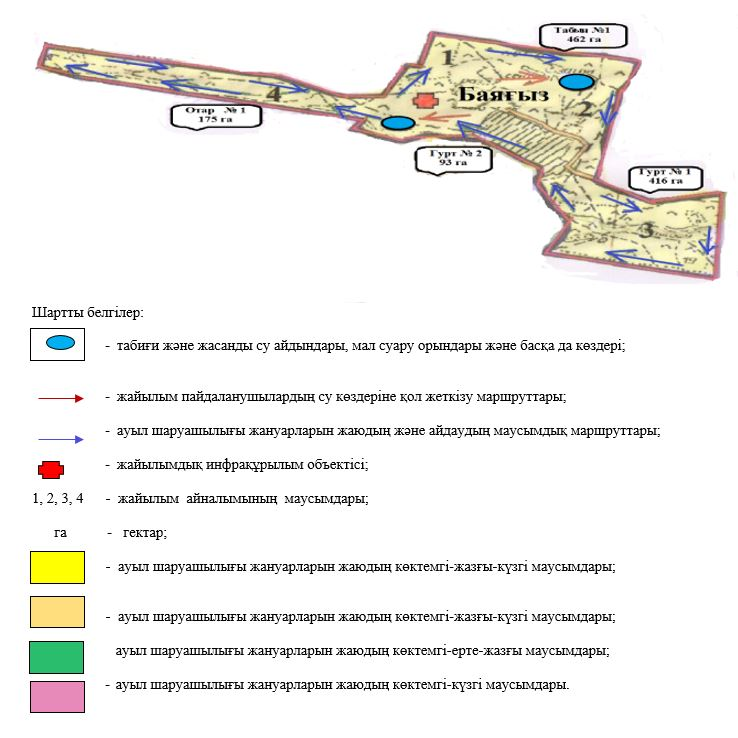 Табын №1
462 га
1
Баяғыз
2
4
Отар № 1
175 га
Гурт № 2
93 га
Гурт № 1
416 га
3
Шартты белгілер:
- табиғи және жасанды су айдындары, мал суару орындары және басқа да көздері;
- жайылым пайдаланушылардың су көздеріне қол жеткізу маршруттары;
- ауыл шаруашылығы жануарларын жаюдың және айдаудың маусымдық маршруттары;
- жайылымдық инфрақұрылым объектісі;
1, 2, 3, 4 - жайылым айналымының маусымдары;
га - гектар;
- ауыл шаруашылығы жануарларын жаюдың көктемгі-жазғы-күзгі маусымдары;
- ауыл шаруашылығы жануарларын жаюдың көктемгі-жазғы-күзгі маусымдары;
ауыл шаруашылығы жануарларын жаюдың көктемгі-ерте-жазғы маусымдары;
- ауыл шаруашылығы жануарларын жаюдың көктемгі-күзгі маусымдары.